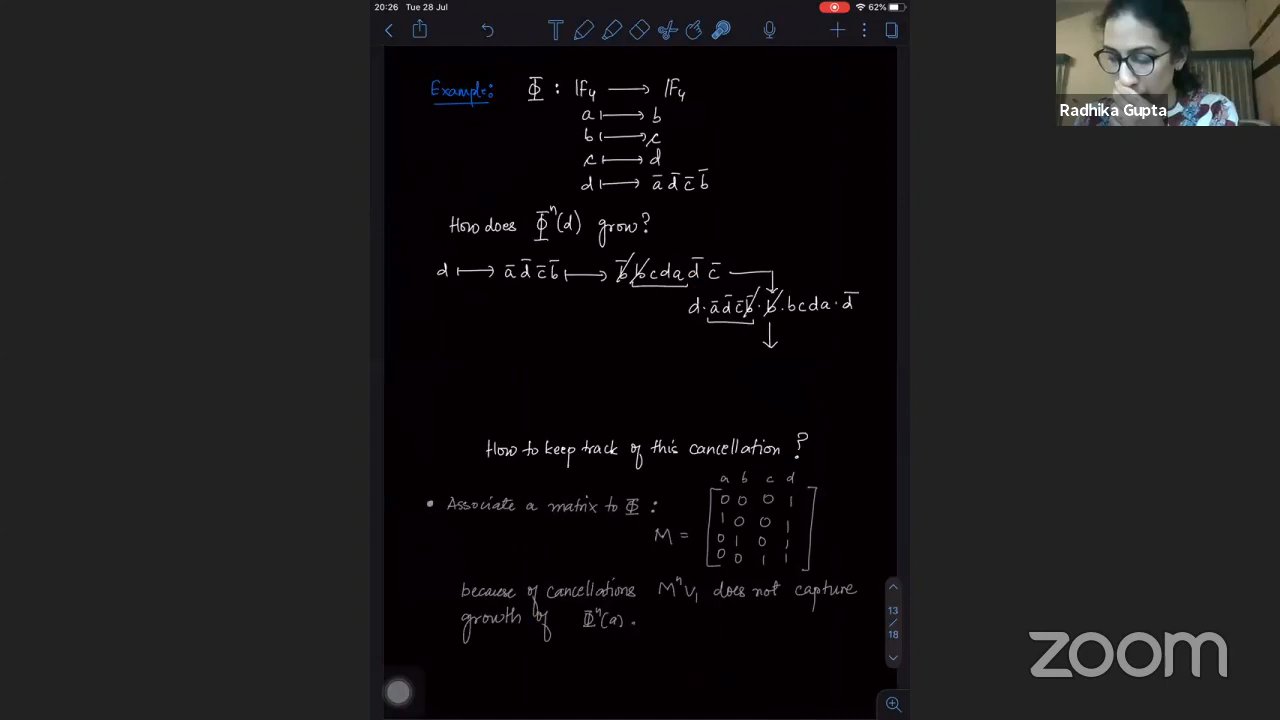 20:26 Tue 28 Jul
62%
Example: Φ : 𝔽₄ ⟶ 𝔽₄
a ⟼ b
b ⟼ c
c ⟼ d
d ⟼ a̅ d̅ c̅ b̅
How does Φⁿ(d) grow?
d ⟼ a̅ d̅ c̅ b̅ ⟼ b̅ b c d a d̅ c̅
d · a̅ d̅ c̅ b̅ · b · b c d a · d̅
How to keep track of this cancellation ?
a b c d
• Associate a matrix to Φ :
M =
0 0 0 1
1 0 0 1
0 1 0 1
0 0 1 1
because of cancellations Mⁿv₁ does not capture
growth of Φⁿ(a).
13
/
18
Radhika Gupta
zoom